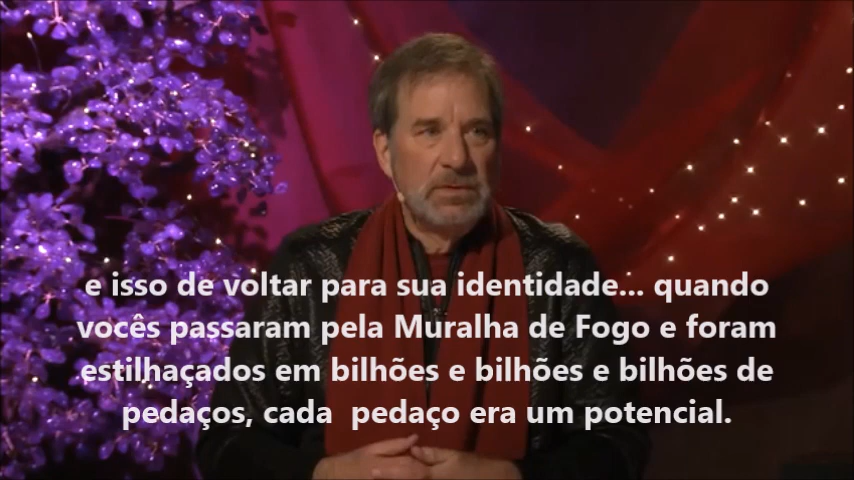 e isso de voltar para sua identidade... quando
vocês passaram pela Muralha de Fogo e foram
estilhaçados em bilhões e bilhões e bilhões de
pedaços, cada  pedaço era um potencial.